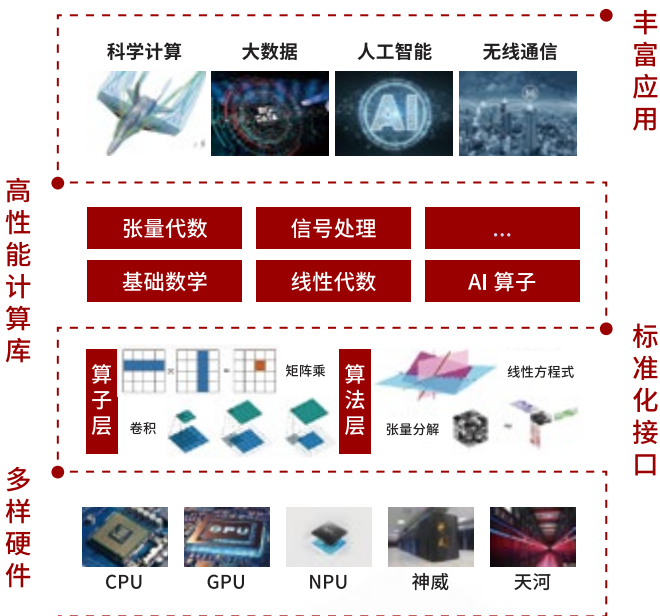 丰富应用
科学计算
大数据
人工智能
无线通信
AI
高性能计算库
张量代数
信号处理
...
基础数学
线性代数
AI 算子
标准化接口
算子层
×
=
矩阵乘
卷积
算法层
线性方程式
张量分解
=
多样硬件
GPU
CPU
GPU
NPU
神威
天河